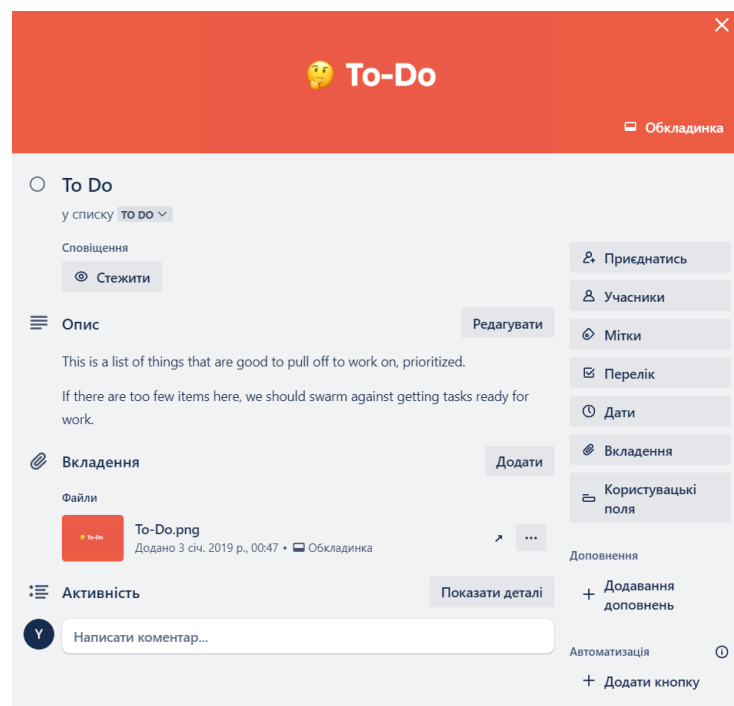 🤔 To-Do
Обкладинка
To Do
у списку TO DO
Сповіщення
Стежити
Опис
Редагувати
This is a list of things that are good to pull off to work on, prioritized.
If there are too few items here, we should swarm against getting tasks ready for
work.
Вкладення
Додати
Файли
To-Do
To-Do.png
Додано 3 січ. 2019 р., 00:47 • Обкладинка
Активність
Показати деталі
Y
Написати коментар...
Приєднатись
Учасники
Мітки
Перелік
Дати
Вкладення
Користувацькі
поля
Доповнення
Додавання
доповнень
Автоматизація
Додати кнопку